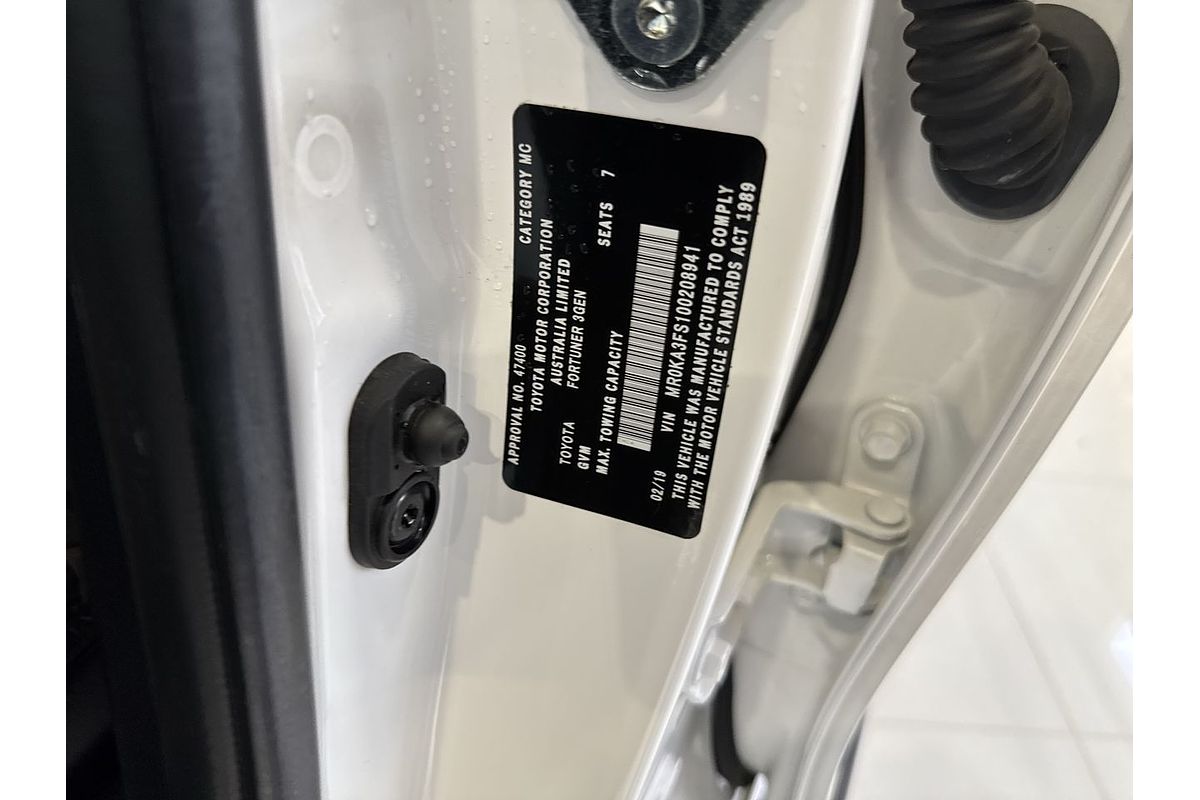 APPROVAL NO. 47400 CATEGORY MC
TOYOTA MOTOR CORPORATION
AUSTRALIA LIMITED
TOYOTA FORTUNER 3GEN
GVM SEATS 7
MAX. TOWING CAPACITY
02/19 VIN MR0KA3FS100208941
THIS VEHICLE WAS MANUFACTURED TO COMPLY
WITH THE MOTOR VEHICLE STANDARDS ACT 1989